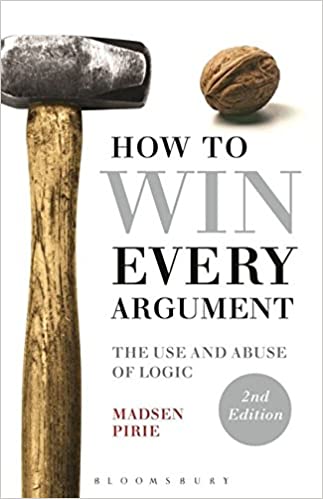 HOW TO
WIN
EVERY
ARGUMENT
THE USE AND ABUSE
OF LOGIC
2nd
Edition
MADSEN
PIRIE
BLOOMSBURY